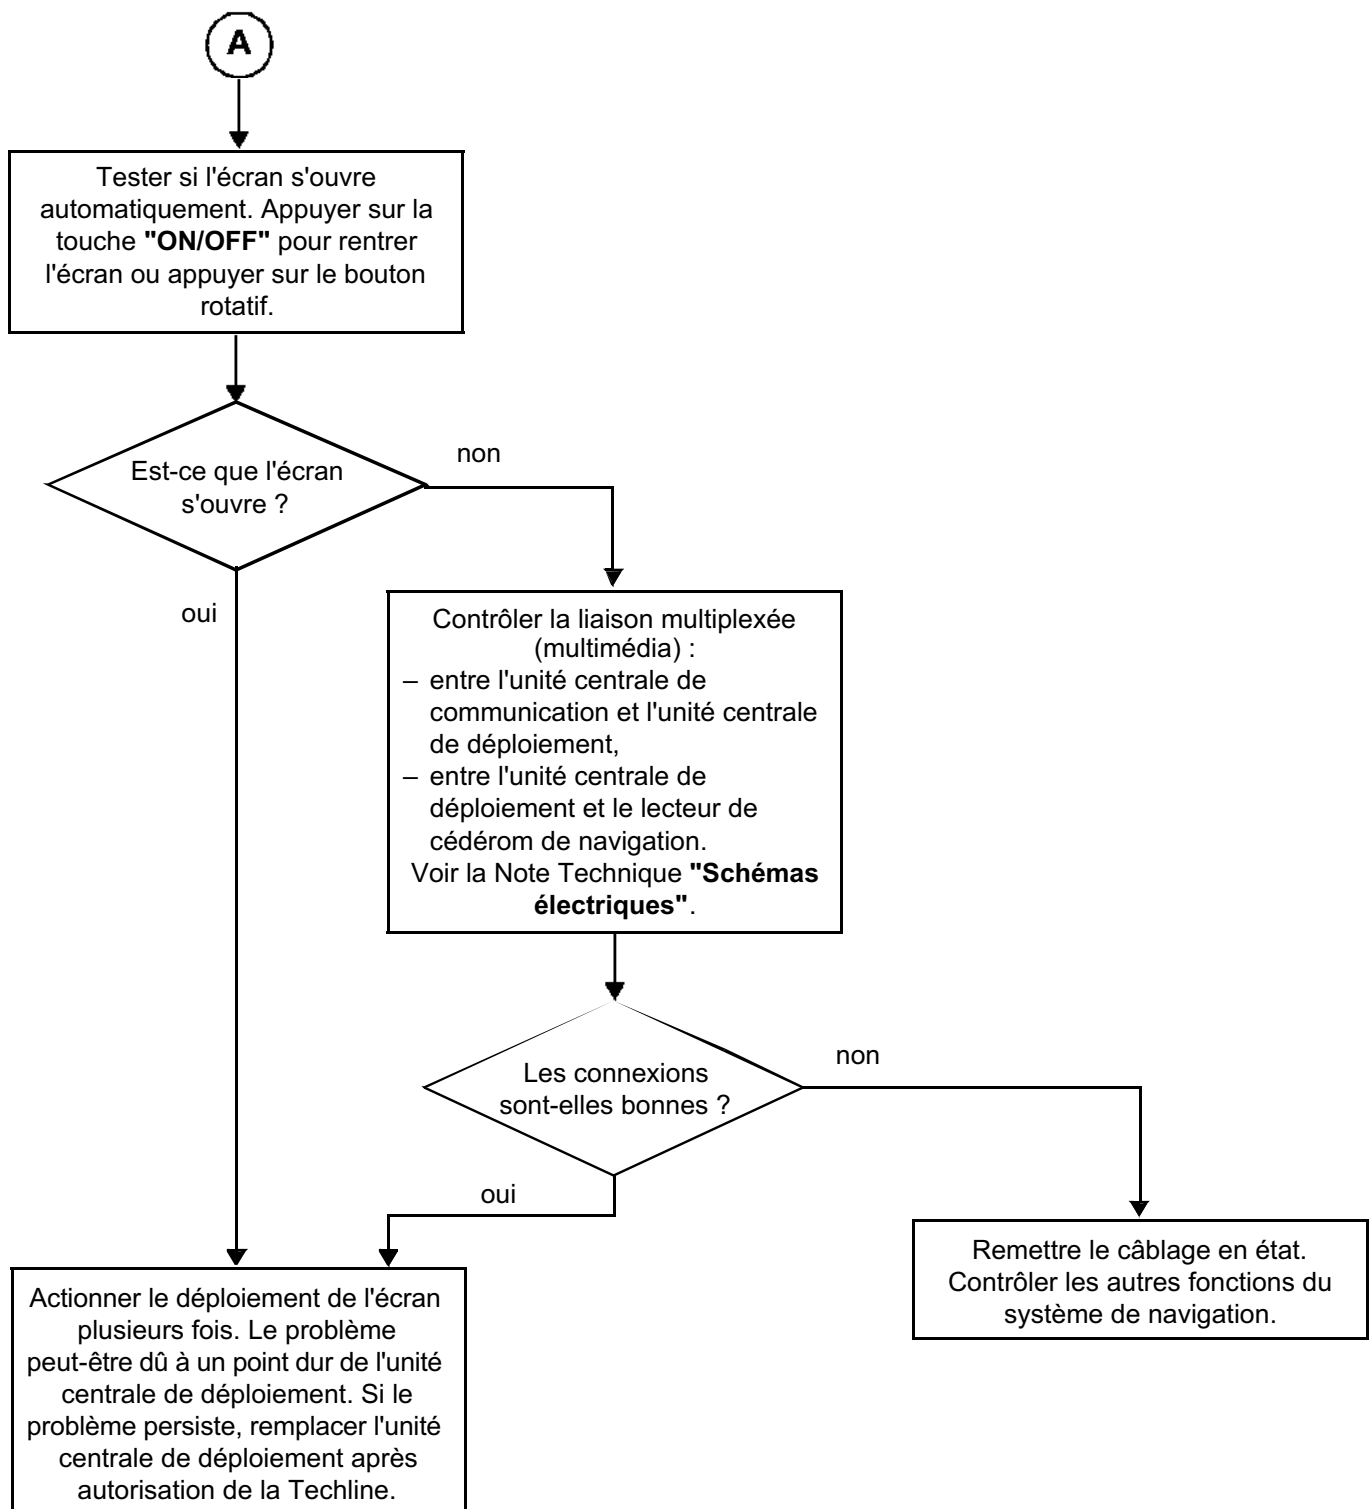 A
Tester si l'écran s'ouvre
automatiquement. Appuyer sur la
touche "ON/OFF" pour rentrer
l'écran ou appuyer sur le bouton
rotatif.
Est-ce que l'écran
s'ouvre ?
non
oui
Contrôler la liaison multiplexée
(multimédia) :
– entre l'unité centrale de
communication et l'unité centrale
de déploiement,
– entre l'unité centrale de
déploiement et le lecteur de
cédérom de navigation.
Voir la Note Technique "Schémas
électriques".
Les connexions
sont-elles bonnes ?
non
oui
Remettre le câblage en état.
Contrôler les autres fonctions du
système de navigation.
Actionner le déploiement de l'écran
plusieurs fois. Le problème
peut-être dû à un point dur de l'unité
centrale de déploiement. Si le
problème persiste, remplacer l'unité
centrale de déploiement après
autorisation de la Techline.